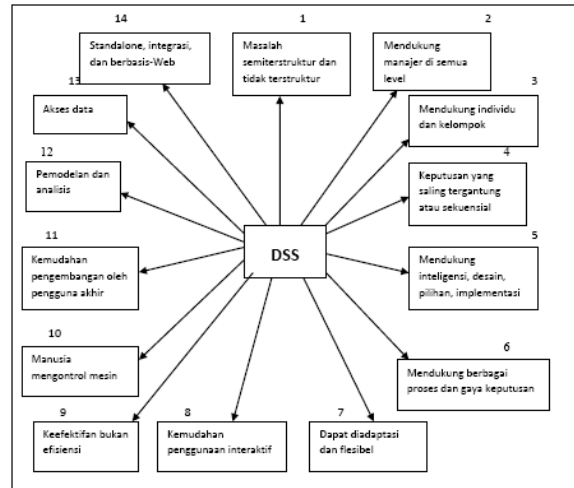 14
Standalone, integrasi,
dan berbasis-Web
1
Masalah
semiterstruktur dan
tidak terstruktur
2
Mendukung
manajer di semua
level
3
Mendukung individu
dan kelompok
4
Keputusan yang
saling tergantung
atau sekuensial
5
Mendukung
inteligensi, desain,
pilihan, implementasi
6
Mendukung berbagai
proses dan gaya keputusan
7
Dapat diadaptasi
dan flesibel
8
Kemudahan
penggunaan interaktif
9
Keefektifan bukan
efisiensi
10
Manusia
mengontrol mesin
11
Kemudahan
pengembangan oleh
pengguna akhir
12
Pemodelan dan
analisis
13
Akses data
DSS